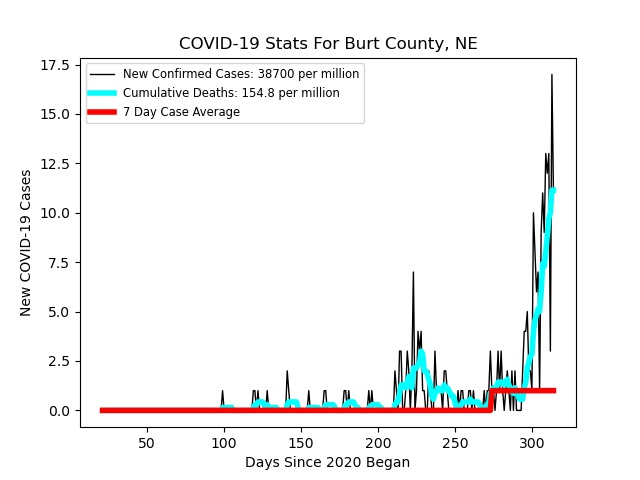 COVID-19 Stats For Burt County, NE
17.5
15.0
12.5
10.0
7.5
5.0
2.5
0.0
New COVID-19 Cases
New Confirmed Cases: 38700 per million
Cumulative Deaths: 154.8 per million
7 Day Case Average
50
100
150
200
250
300
Days Since 2020 Began